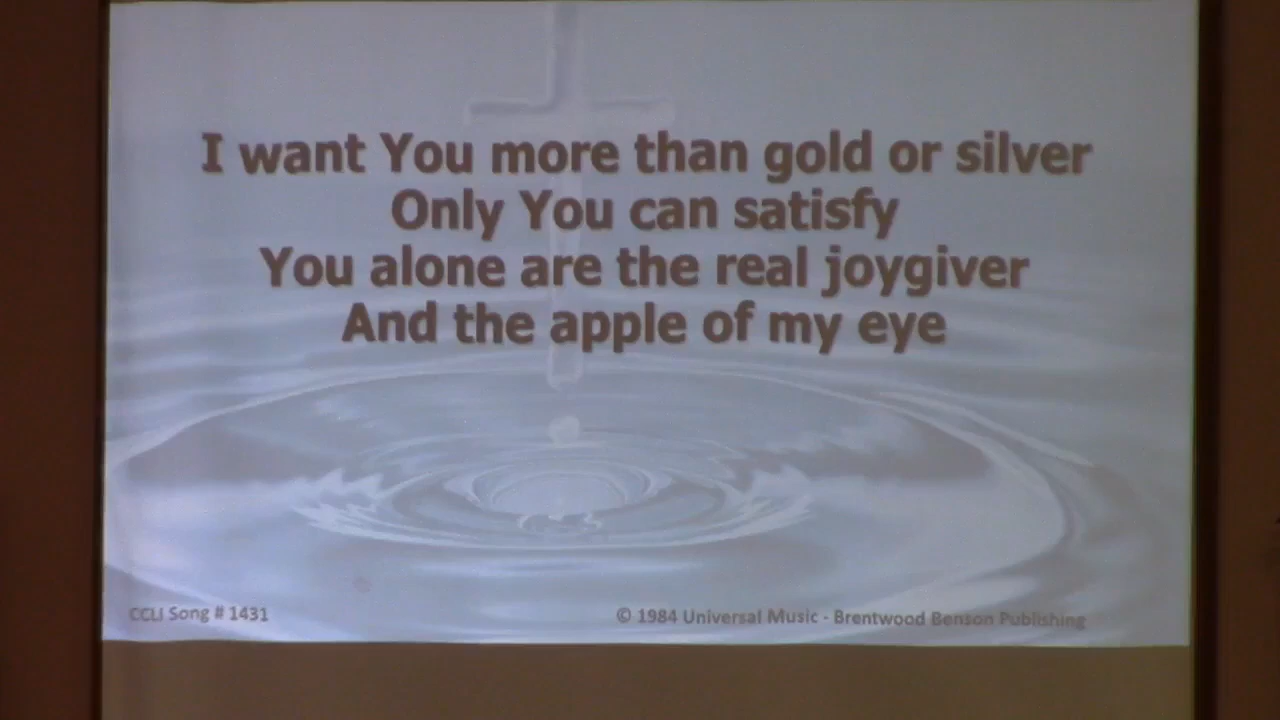 I want You more than gold or silver
Only You can satisfy
You alone are the real joygiver
And the apple of my eye
CCLI Song # 1431
© 1984 Universal Music - Brentwood Benson Publishing